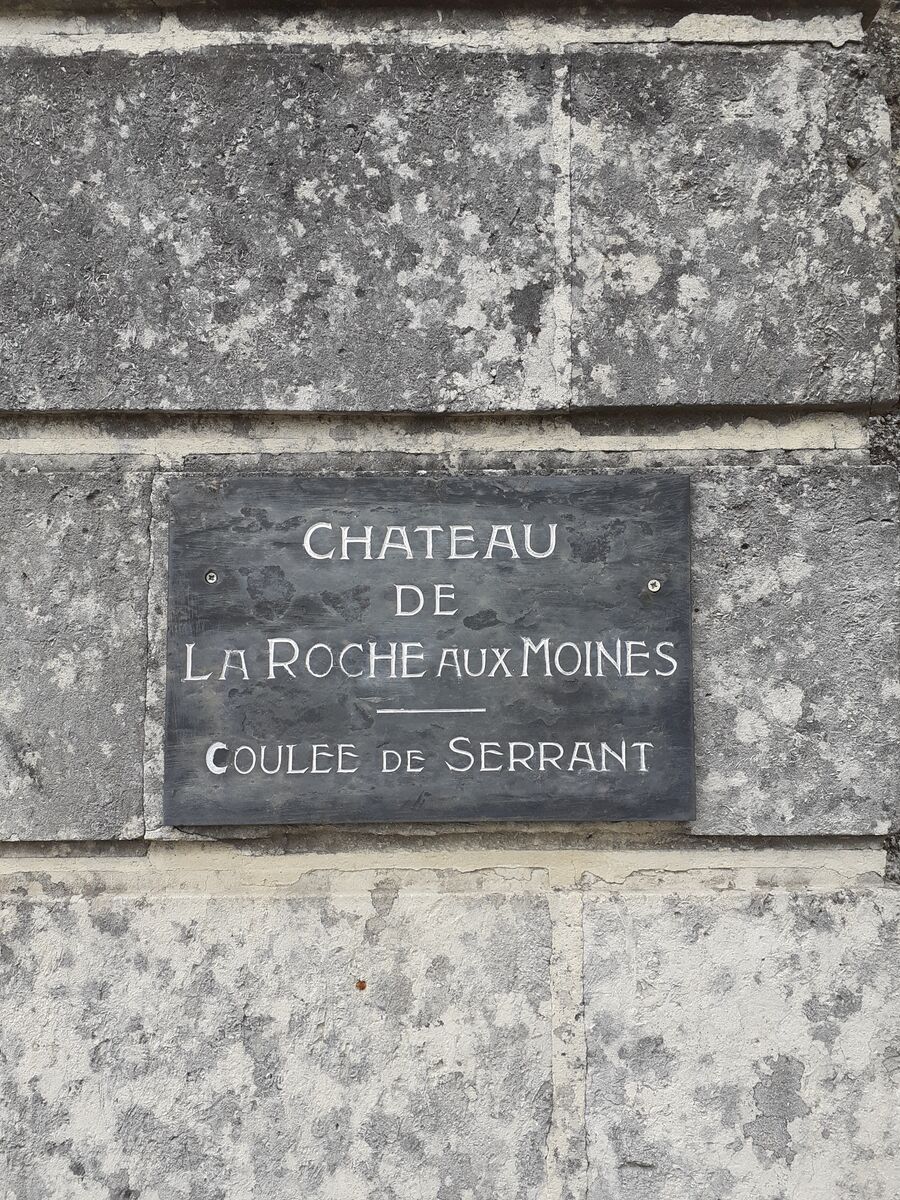 CHATEAU
DE
LA ROCHE AUX MOINES
COULEE DE SERRANT